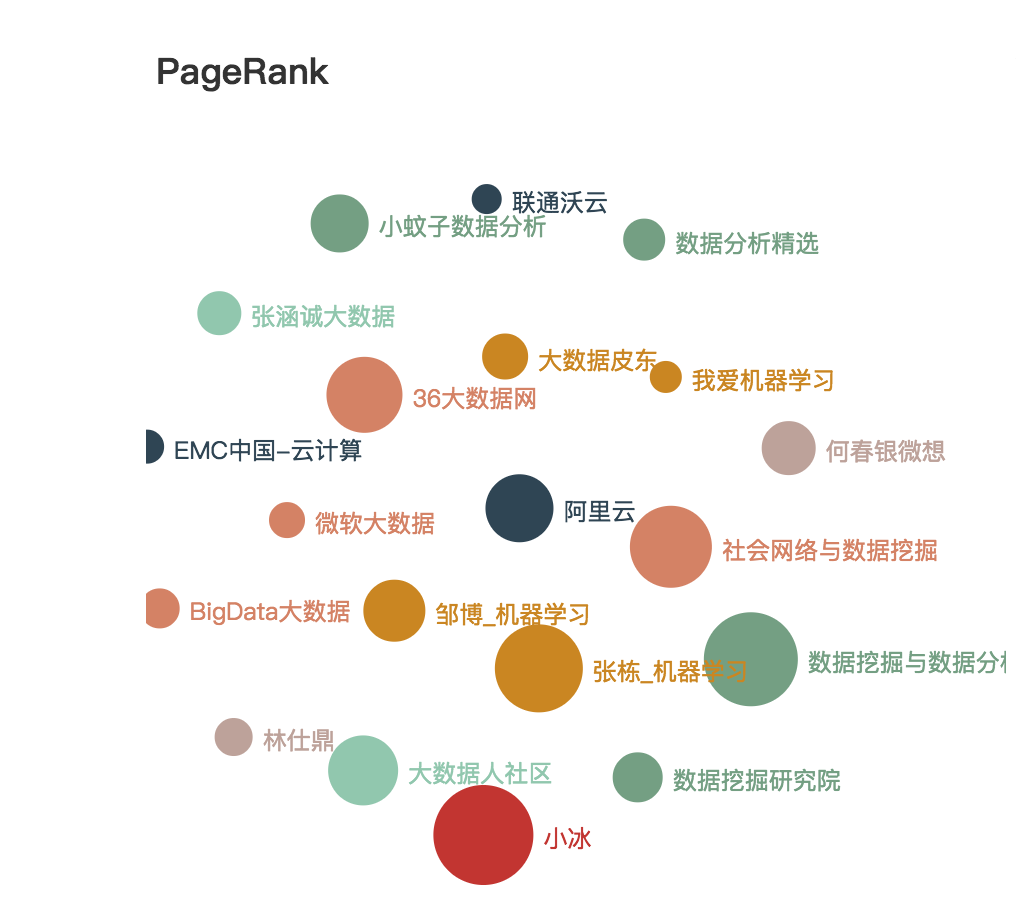 PageRank
联通沃云
小蚊子数据分析
数据分析精选
张涵诚大数据
大数据皮东
我爱机器学习
36大数据网
EMC中国-云计算
何春银微想
阿里云
微软大数据
社会网络与数据挖掘
BigData大数据
邹博_机器学习
数据挖掘与数据分
张栋_机器学习
林仕鼎
大数据人社区
数据挖掘研究院
小冰